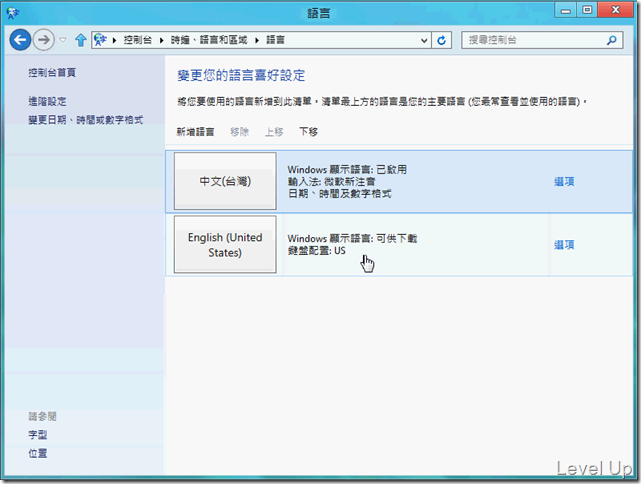 語言
控制台 ▸ 時鐘、語言和區域 ▸ 語言
搜尋控制台
控制台首頁
進階設定
變更日期、時間或數字格式
變更您的語言喜好設定
將您要使用的語言新增到此清單。清單最上方的語言是您的主要語言 (您最常查看並使用的語言)。
新增語言 移除 上移 下移
中文(台灣)
Windows 顯示語言: 已啟用
輸入法: 微軟新注音
日期、時間及數字格式
選項
English (United
States)
Windows 顯示語言: 可供下載
鍵盤配置: US
選項
請參閱
字型
位置
Level Up